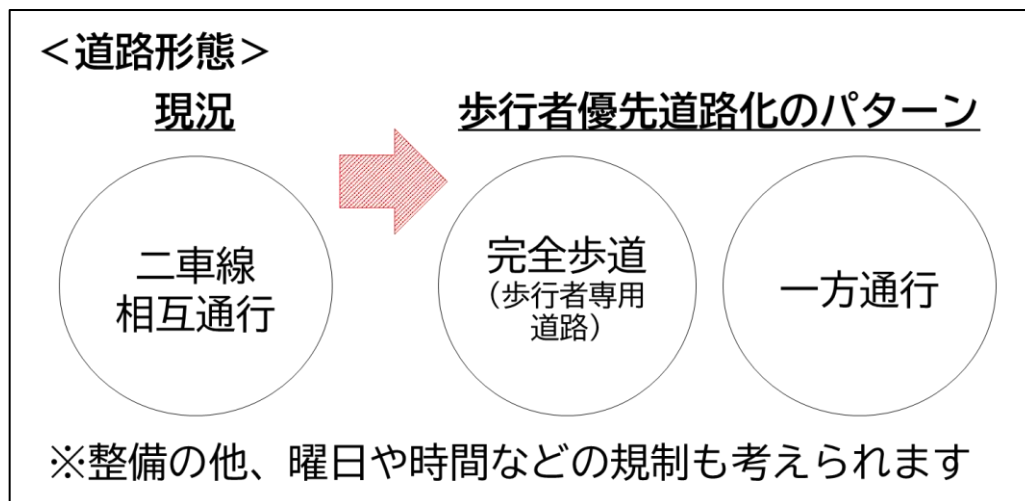 ＜道路形態＞
現況
歩行者優先道路化のパターン
二車線
相互通行
完全歩道
（歩行者専用
道路）
一方通行
※整備の他、曜日や時間などの規制も考えられます